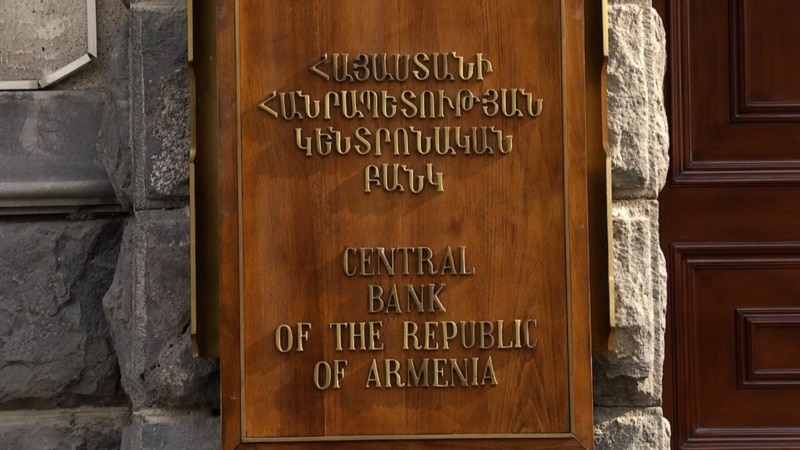 ՀԱՅԱՍՏԱՆԻ
ՀԱՆՐԱՊԵՏՈՒԹՅԱՆ
ԿԵՆՏՐՈՆԱԿԱՆ
ԲԱՆԿ
CENTRAL
BANK
OF THE REPUBLIC
OF ARMENIA